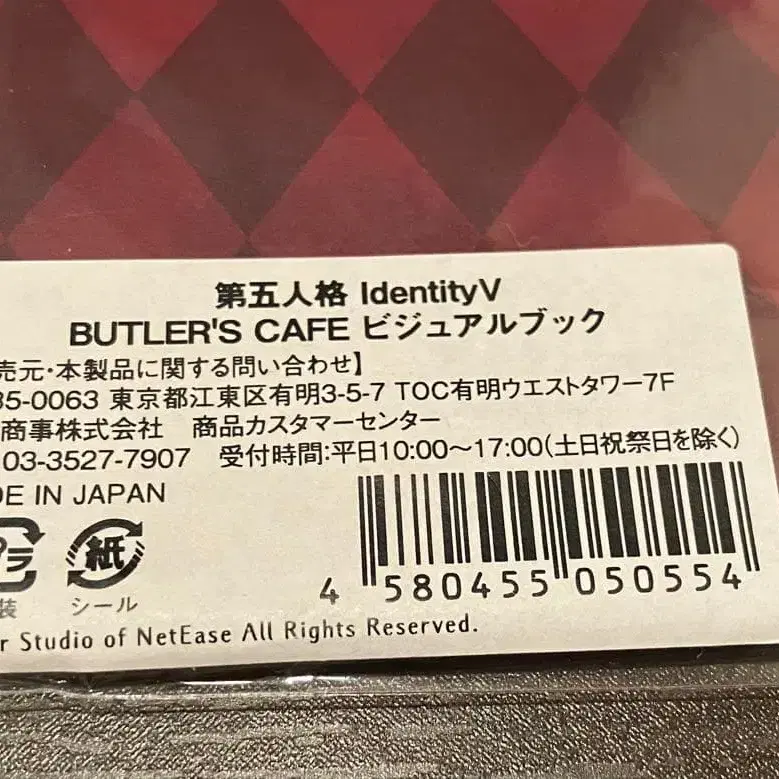 第五人格 IdentityV
BUTLER'S CAFE ビジュアルブック
売元・本製品に関する問い合わせ】
35-0063 東京都江東区有明3-5-7 TOC有明ウエストタワー7F
商事株式会社 商品カスタマーセンター
03-3527-7907 受付時間:平日10:00～17:00(土日祝祭日を除く)
DE IN JAPAN
プラ
紙
装
シール
4 580455 050554
r Studio of NetEase All Rights Reserved.